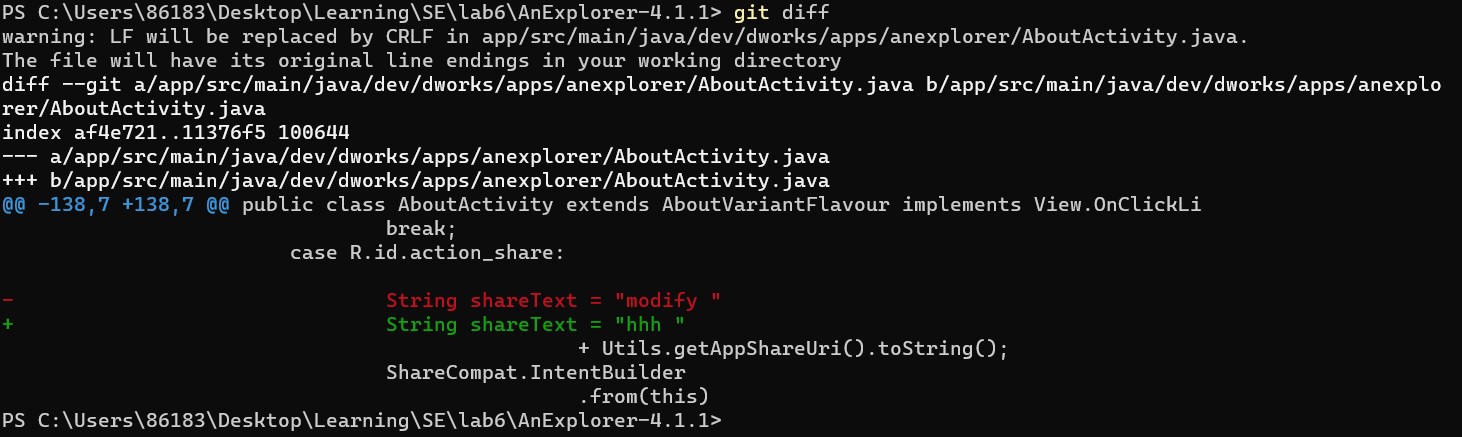 PS C:\Users\86183\Desktop\Learning\SE\lab6\AnExplorer-4.1.1> git diff
warning: LF will be replaced by CRLF in app/src/main/java/dev/dworks/apps/anexplorer/AboutActivity.java.
The file will have its original line endings in your working directory
diff --git a/app/src/main/java/dev/dworks/apps/anexplorer/AboutActivity.java b/app/src/main/java/dev/dworks/apps/anexplo
rer/AboutActivity.java
index af4e721..11376f5 100644
--- a/app/src/main/java/dev/dworks/apps/anexplorer/AboutActivity.java
+++ b/app/src/main/java/dev/dworks/apps/anexplorer/AboutActivity.java
@@ -138,7 +138,7 @@ public class AboutActivity extends AboutVariantFlavour implements View.OnClickLi
                                break;
                        case R.id.action_share:
-                               String shareText = "modify "
+                               String shareText = "hhh "
                                                + Utils.getAppShareUri().toString();
                                ShareCompat.IntentBuilder
                                                .from(this)
PS C:\Users\86183\Desktop\Learning\SE\lab6\AnExplorer-4.1.1>